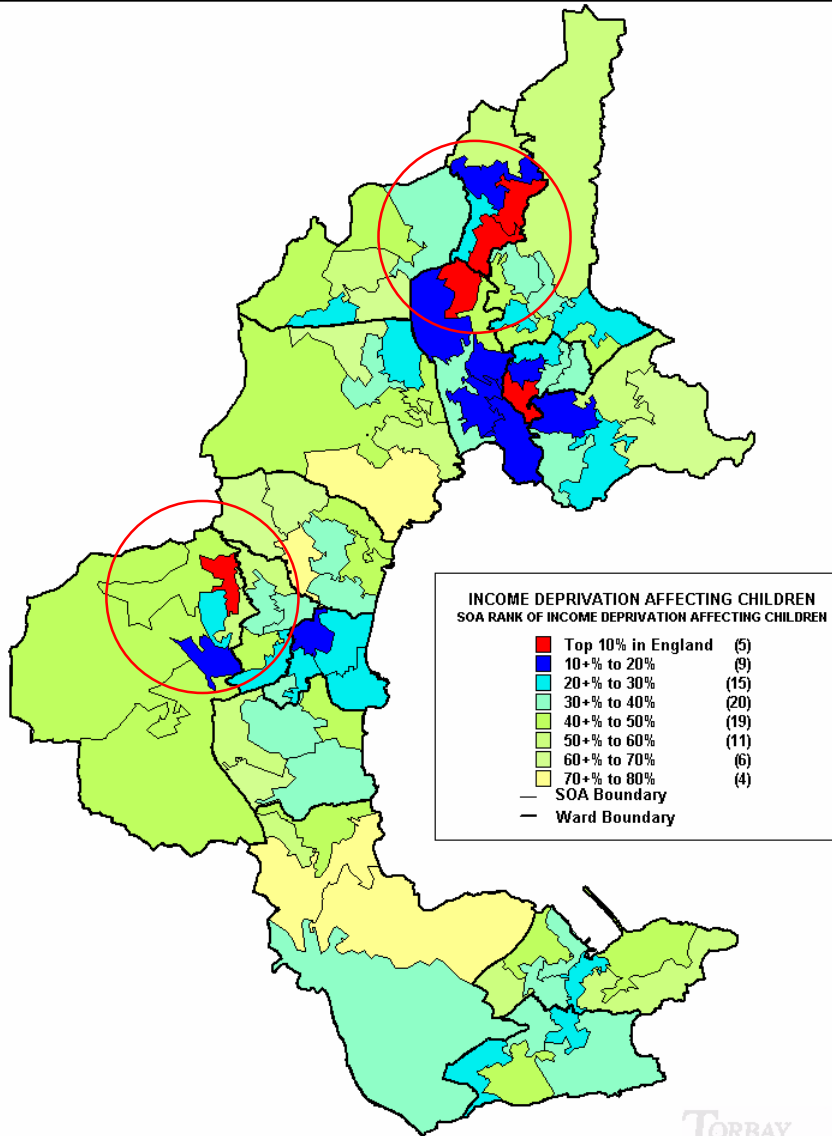 INCOME DEPRIVATION AFFECTING CHILDREN
SOA RANK OF INCOME DEPRIVATION AFFECTING CHILDREN
Top 10% in England (5)
10+% to 20% (9)
20+% to 30% (15)
30+% to 40% (20)
40+% to 50% (19)
50+% to 60% (11)
60+% to 70% (6)
70+% to 80% (4)
SOA Boundary
Ward Boundary
TORBAY